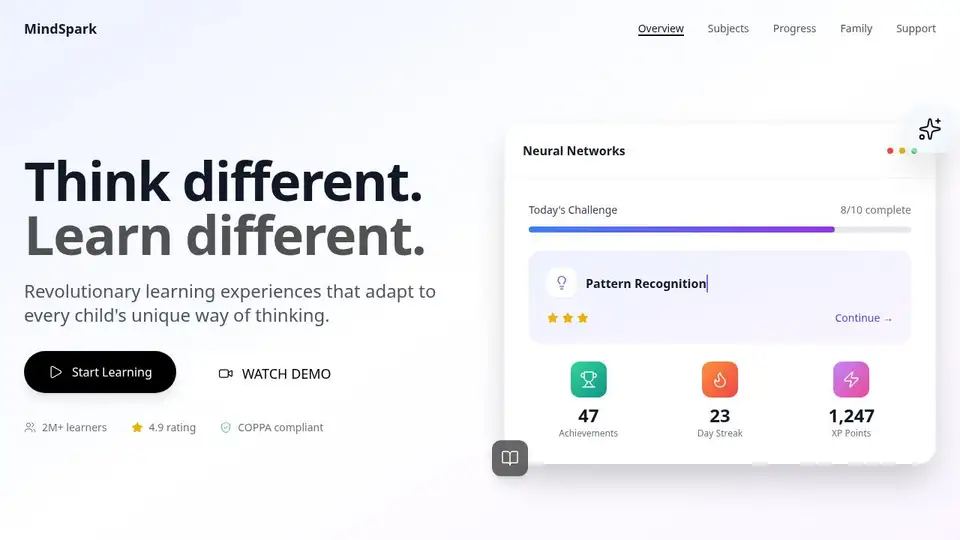 MindSpark
Overview Subjects Progress Family Support
Think different.
Learn different.
Revolutionary learning experiences that adapt to
every child's unique way of thinking.
Start Learning
WATCH DEMO
2M+ learners
4.9 rating
COPPA compliant
Neural Networks
Today's Challenge 8/10 complete
Pattern Recognition
Continue →
47
Achievements
23
Day Streak
1,247
XP Points